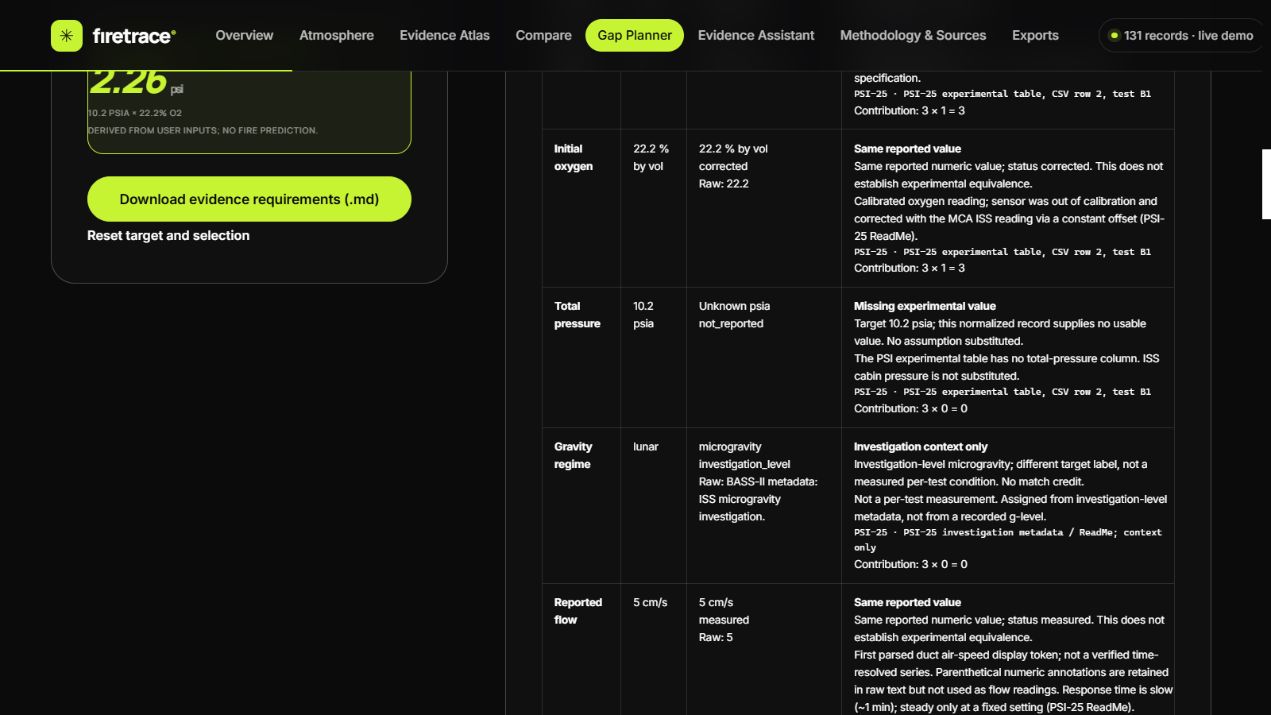 firetrace
Overview
Atmosphere
Evidence Atlas
Compare
Gap Planner
Evidence Assistant
Methodology & Sources
Exports
131 records · live demo
2.26 psi
10.2 PSIA × 22.2% O2
DERIVED FROM USER INPUTS; NO FIRE PREDICTION.
Download evidence requirements (.md)
Reset target and selection
specification.
PSI-25 · PSI-25 experimental table, CSV row 2, test B1
Contribution: 3 × 1 = 3
Initial
oxygen
22.2 %
by vol
22.2 % by vol
corrected
Raw: 22.2
Same reported value
Same reported numeric value; status corrected. This does not
establish experimental equivalence.
Calibrated oxygen reading; sensor was out of calibration and
corrected with the MCA ISS reading via a constant offset (PSI-
25 ReadMe).
PSI-25 · PSI-25 experimental table, CSV row 2, test B1
Contribution: 3 × 1 = 3
Total
pressure
10.2
psia
Unknown psia
not_reported
Missing experimental value
Target 10.2 psia; this normalized record supplies no usable
value. No assumption substituted.
The PSI experimental table has no total-pressure column. ISS
cabin pressure is not substituted.
PSI-25 · PSI-25 experimental table, CSV row 2, test B1
Contribution: 3 × 0 = 0
Gravity
regime
lunar
microgravity
investigation_level
Raw: BASS-II metadata:
ISS microgravity
investigation.
Investigation context only
Investigation-level microgravity; different target label, not a
measured per-test condition. No match credit.
Not a per-test measurement. Assigned from investigation-level
metadata, not from a recorded g-level.
PSI-25 · PSI-25 investigation metadata / ReadMe; context
only
Contribution: 3 × 0 = 0
Reported
flow
5 cm/s
5 cm/s
measured
Raw: 5
Same reported value
Same reported numeric value; status measured. This does not
establish experimental equivalence.
First parsed duct air-speed display token; not a verified time-
resolved series. Parenthetical numeric annotations are retained
in raw text but not used as flow readings. Response time is slow
(~1 min); steady only at a fixed setting (PSI-25 ReadMe).